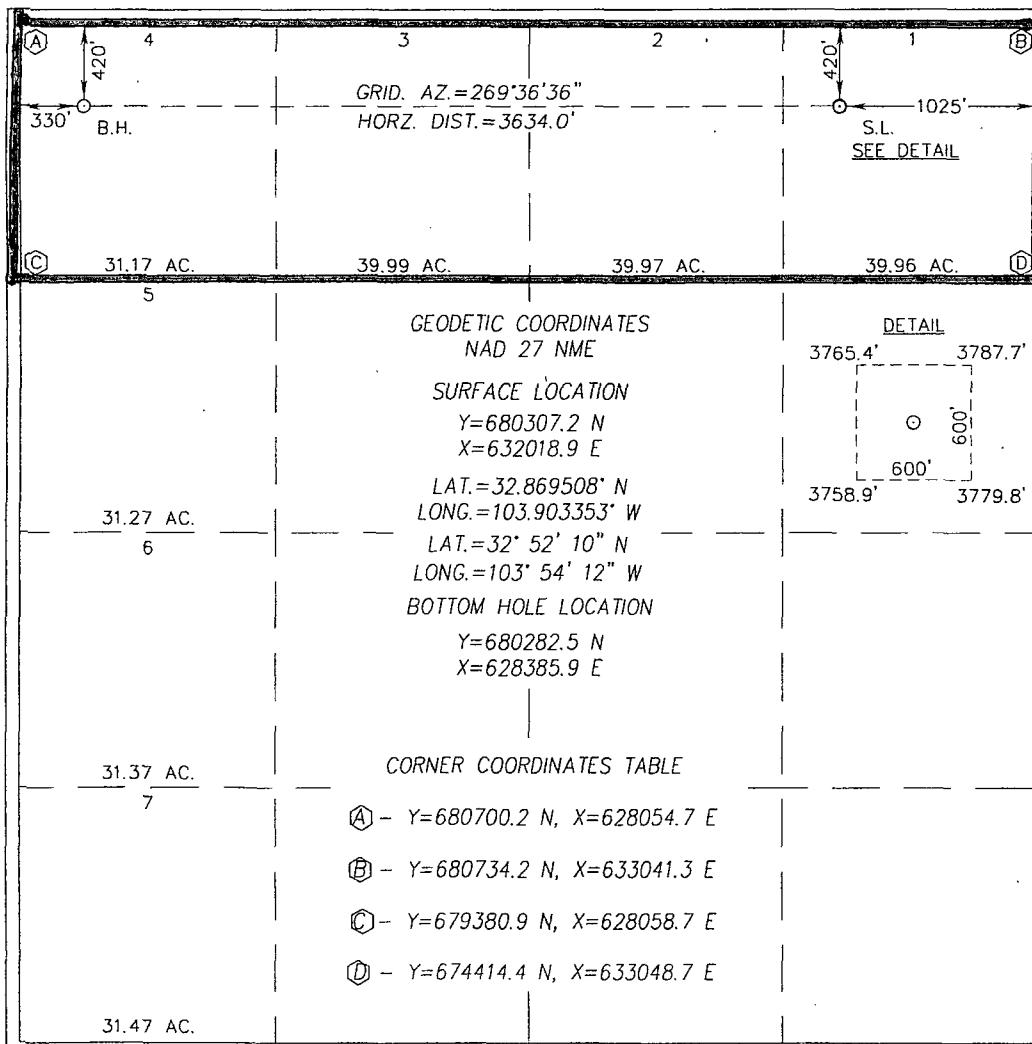 A 4 3 2 1 B
420' 420'
GRID. AZ.=269°36'36"
330' 1025'
B.H. HORZ. DIST.=3634.0' S.L.
SEE DETAIL
C 31.17 AC. 39.99 AC. 39.97 AC. 39.96 AC. D
5
GEODETIC COORDINATES
NAD 27 NME
SURFACE LOCATION
Y=680307.2 N
X=632018.9 E
LAT.=32.869508° N
LONG.=103.903353° W
LAT.=32° 52' 10" N
LONG.=103° 54' 12" W
BOTTOM HOLE LOCATION
Y=680282.5 N
X=628385.9 E
DETAIL
3765.4' 3787.7'
600'
600'
3758.9' 3779.8'
31.27 AC.
6
31.37 AC.
7
CORNER COORDINATES TABLE
A - Y=680700.2 N, X=628054.7 E
B - Y=680734.2 N, X=633041.3 E
C - Y=679380.9 N, X=628058.7 E
D - Y=674414.4 N, X=633048.7 E
31.47 AC.